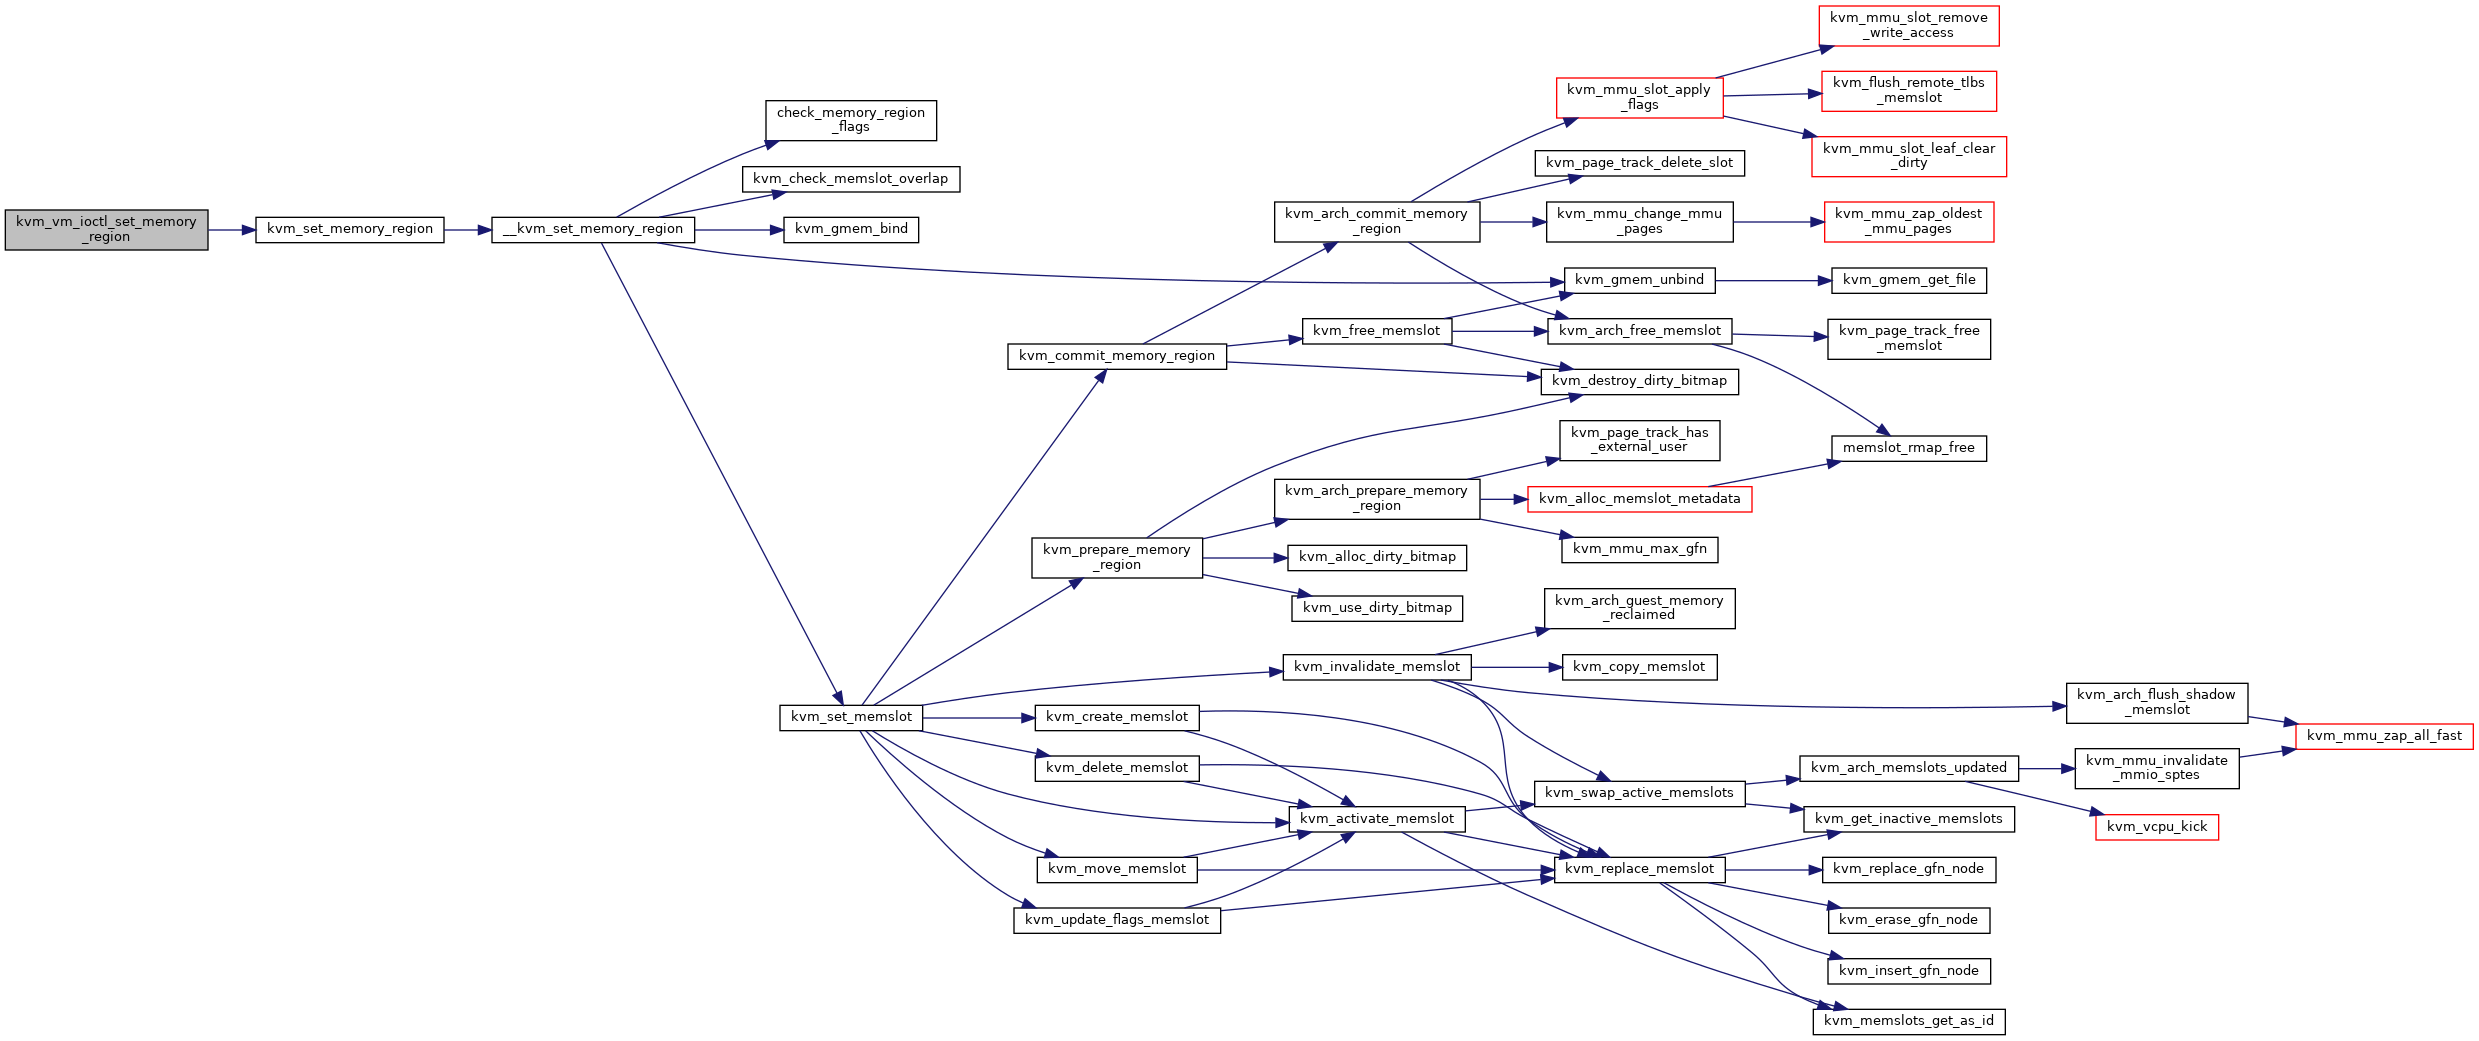 kvm_vm_ioctl_set_memory
_region
kvm_set_memory_region
__kvm_set_memory_region
check_memory_region
_flags
kvm_check_memslot_overlap
kvm_gmem_bind
kvm_set_memslot
kvm_commit_memory_region
kvm_prepare_memory
_region
kvm_create_memslot
kvm_delete_memslot
kvm_move_memslot
kvm_update_flags_memslot
kvm_arch_commit_memory
_region
kvm_free_memslot
kvm_arch_prepare_memory
_region
kvm_alloc_dirty_bitmap
kvm_use_dirty_bitmap
kvm_invalidate_memslot
kvm_activate_memslot
kvm_mmu_slot_apply
_flags
kvm_page_track_delete_slot
kvm_mmu_change_mmu
_pages
kvm_gmem_unbind
kvm_arch_free_memslot
kvm_destroy_dirty_bitmap
kvm_page_track_has
_external_user
kvm_alloc_memslot_metadata
kvm_mmu_max_gfn
kvm_arch_guest_memory
_reclaimed
kvm_copy_memslot
kvm_swap_active_memslots
kvm_replace_memslot
kvm_mmu_slot_remove
_write_access
kvm_flush_remote_tlbs
_memslot
kvm_mmu_slot_leaf_clear
_dirty
kvm_mmu_zap_oldest
_mmu_pages
kvm_gmem_get_file
kvm_page_track_free
_memslot
memslot_rmap_free
kvm_arch_memslots_updated
kvm_get_inactive_memslots
kvm_replace_gfn_node
kvm_erase_gfn_node
kvm_insert_gfn_node
kvm_memslots_get_as_id
kvm_arch_flush_shadow
_memslot
kvm_mmu_invalidate
_mmio_sptes
kvm_vcpu_kick
kvm_mmu_zap_all_fast